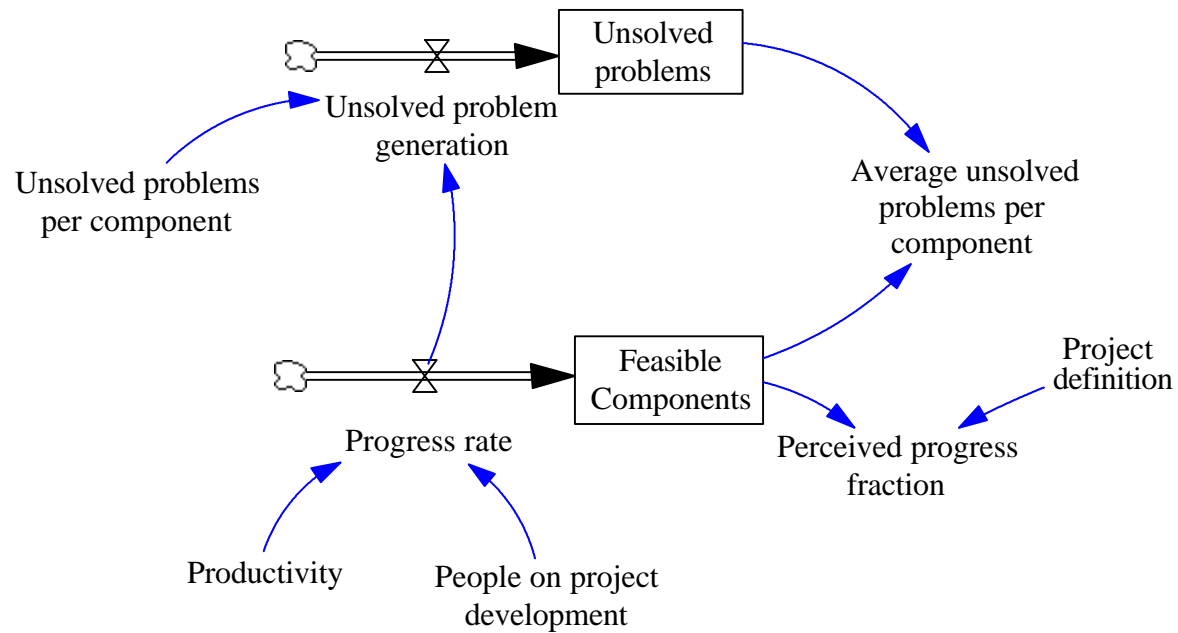 Unsolved
problems
Unsolved problem
generation
Unsolved problems
per component
Average unsolved
problems per
component
Feasible
Components
Project
definition
Progress rate
Perceived progress
fraction
Productivity
People on project
development